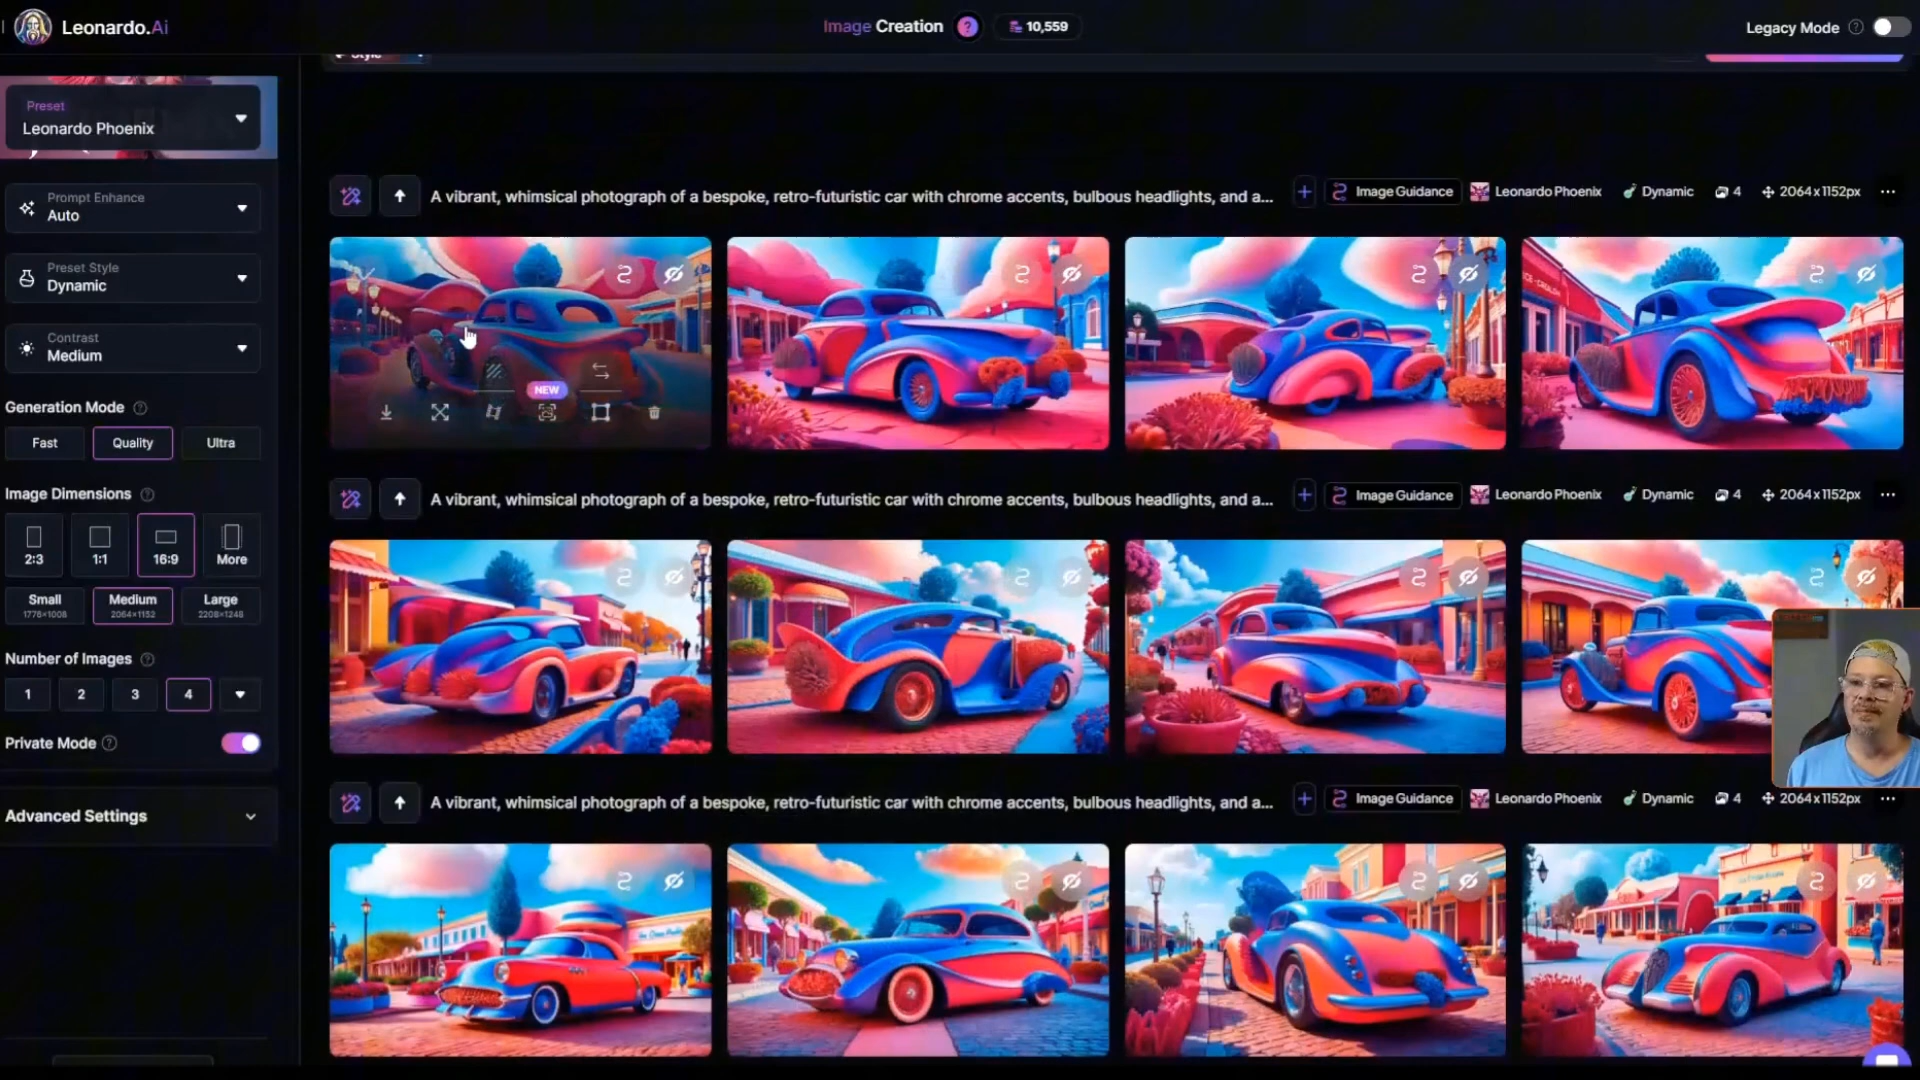 Leonardo.Ai
Image Creation ? 10,559
Legacy Mode ?
Style
Preset
Leonardo Phoenix
Prompt Enhance
Auto
Preset Style
Dynamic
Contrast
Medium
Generation Mode ?
Fast Quality Ultra
Image Dimensions ?
2:3 1:1 16:9 More
Small Medium Large
1776×1008 2064×1152 2208×1248
Number of Images ?
1 2 3 4
Private Mode ?
Advanced Settings
A vibrant, whimsical photograph of a bespoke, retro-futuristic car with chrome accents, bulbous headlights, and a... Image Guidance Leonardo Phoenix Dynamic 4 2064x1152px
NEW
A vibrant, whimsical photograph of a bespoke, retro-futuristic car with chrome accents, bulbous headlights, and a... Image Guidance Leonardo Phoenix Dynamic 4 2064x1152px
A vibrant, whimsical photograph of a bespoke, retro-futuristic car with chrome accents, bulbous headlights, and a... Image Guidance Leonardo Phoenix Dynamic 4 2064x1152px